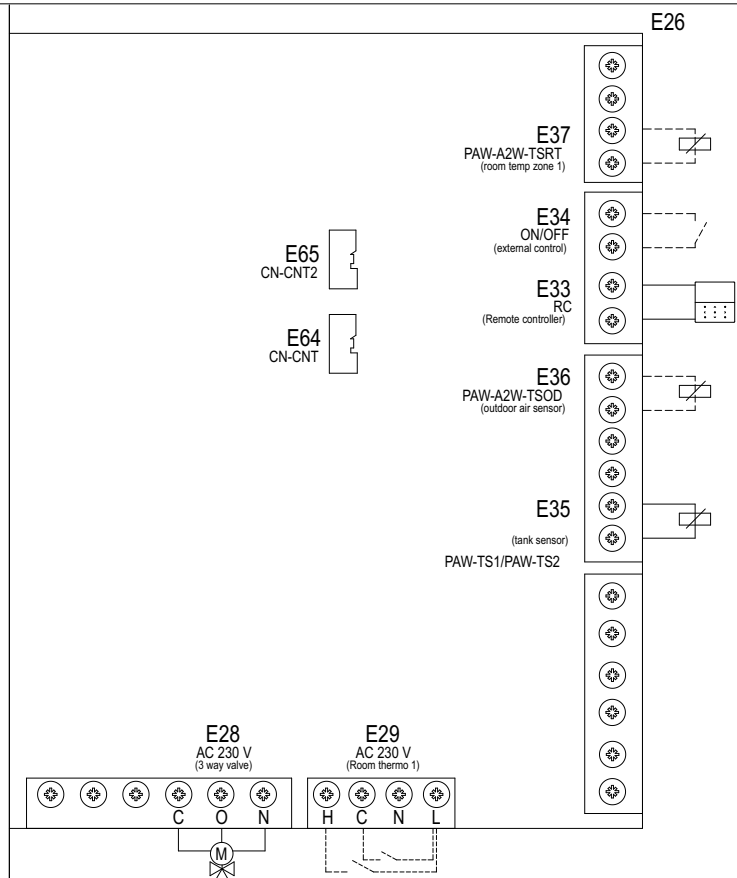 E26
E37
PAW-A2W-TSRT
(room temp zone 1)
E34
ON/OFF
(external control)
E65
CN-CNT2
E33
RC
(Remote controller)
E64
CN-CNT
E36
PAW-A2W-TSOD
(outdoor air sensor)
E35
(tank sensor)
PAW-TS1/PAW-TS2
E28
AC 230 V
(3 way valve)
E29
AC 230 V
(Room thermo 1)
C O N
H C N L
M